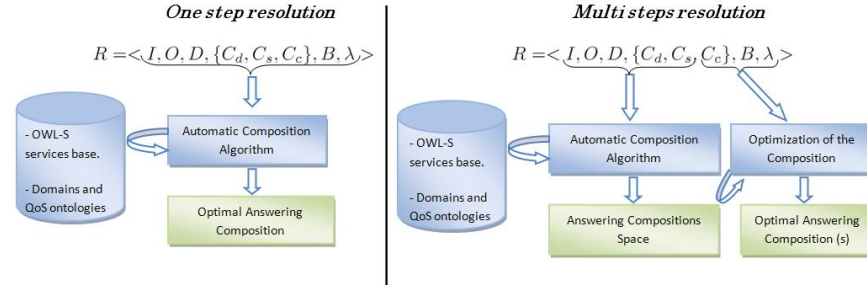 One step resolution
R =< I, O, D, {C_d, C_s, C_c}, B, λ >
- OWL-S
services base.
- Domains and
QoS ontologies
Automatic Composition
Algorithm
Optimal Answering
Composition
Multi steps resolution
R =< I, O, D, {C_d, C_s, C_c}, B, λ >
- OWL-S
services base.
- Domains and
QoS ontologies
Automatic Composition
Algorithm
Optimization of the
Composition
Answering Compositions
Space
Optimal Answering
Composition (s)